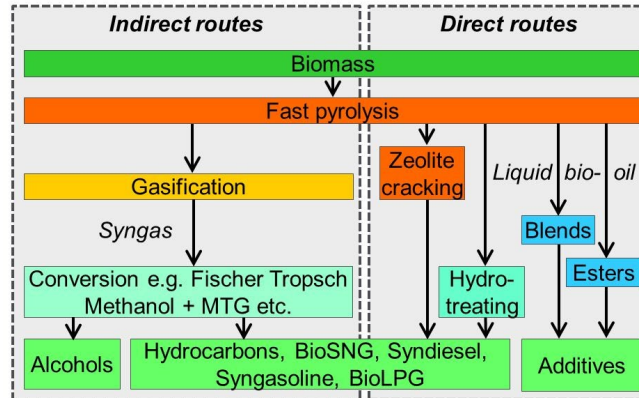 Indirect routes
Direct routes
Biomass
Fast pyrolysis
Zeolite
cracking
Liquid bio-oil
Gasification
Syngas
Blends
Conversion e.g. Fischer Tropsch
Methanol + MTG etc.
Hydro-
treating
Esters
Alcohols
Hydrocarbons, BioSNG, Syndiesel,
Syngasoline, BioLPG
Additives